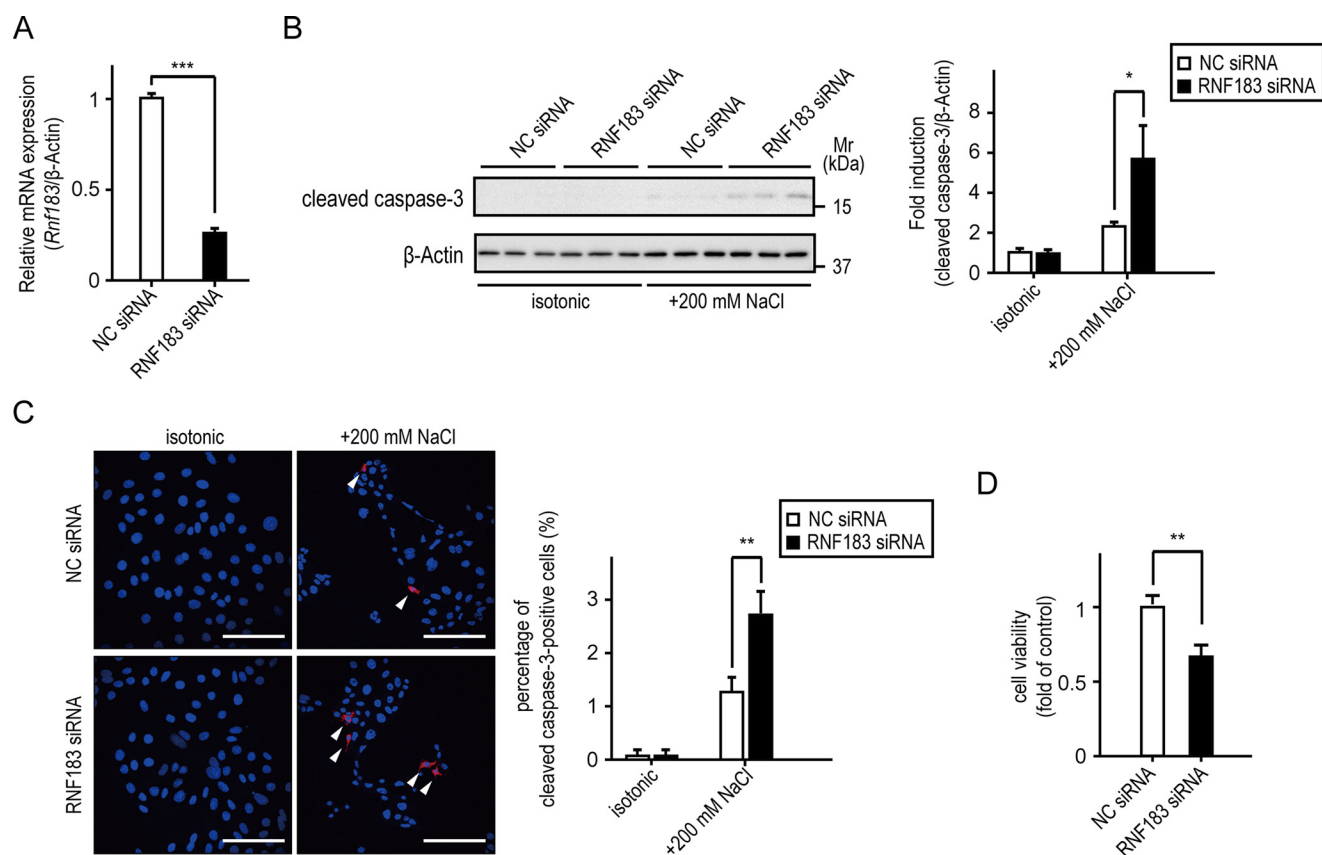 A
Relative mRNA expression
(Rnf183/β-Actin)
1
0.5
0
***
NC siRNA
RNF183 siRNA
B
NC siRNA
RNF183 siRNA
NC siRNA
RNF183 siRNA
Mr
(kDa)
cleaved caspase-3
15
β-Actin
37
isotonic
+200 mM NaCl
Fold induction
(cleaved caspase-3/β-Actin)
8
6
4
2
0
*
NC siRNA
RNF183 siRNA
isotonic
+200 mM NaCl
C
isotonic
+200 mM NaCl
NC siRNA
RNF183 siRNA
percentage of
cleaved caspase-3-positive cells (%)
3
2
1
0
**
NC siRNA
RNF183 siRNA
isotonic
+200 mM NaCl
D
cell viability
(fold of control)
1
0.5
0
**
NC siRNA
RNF183 siRNA